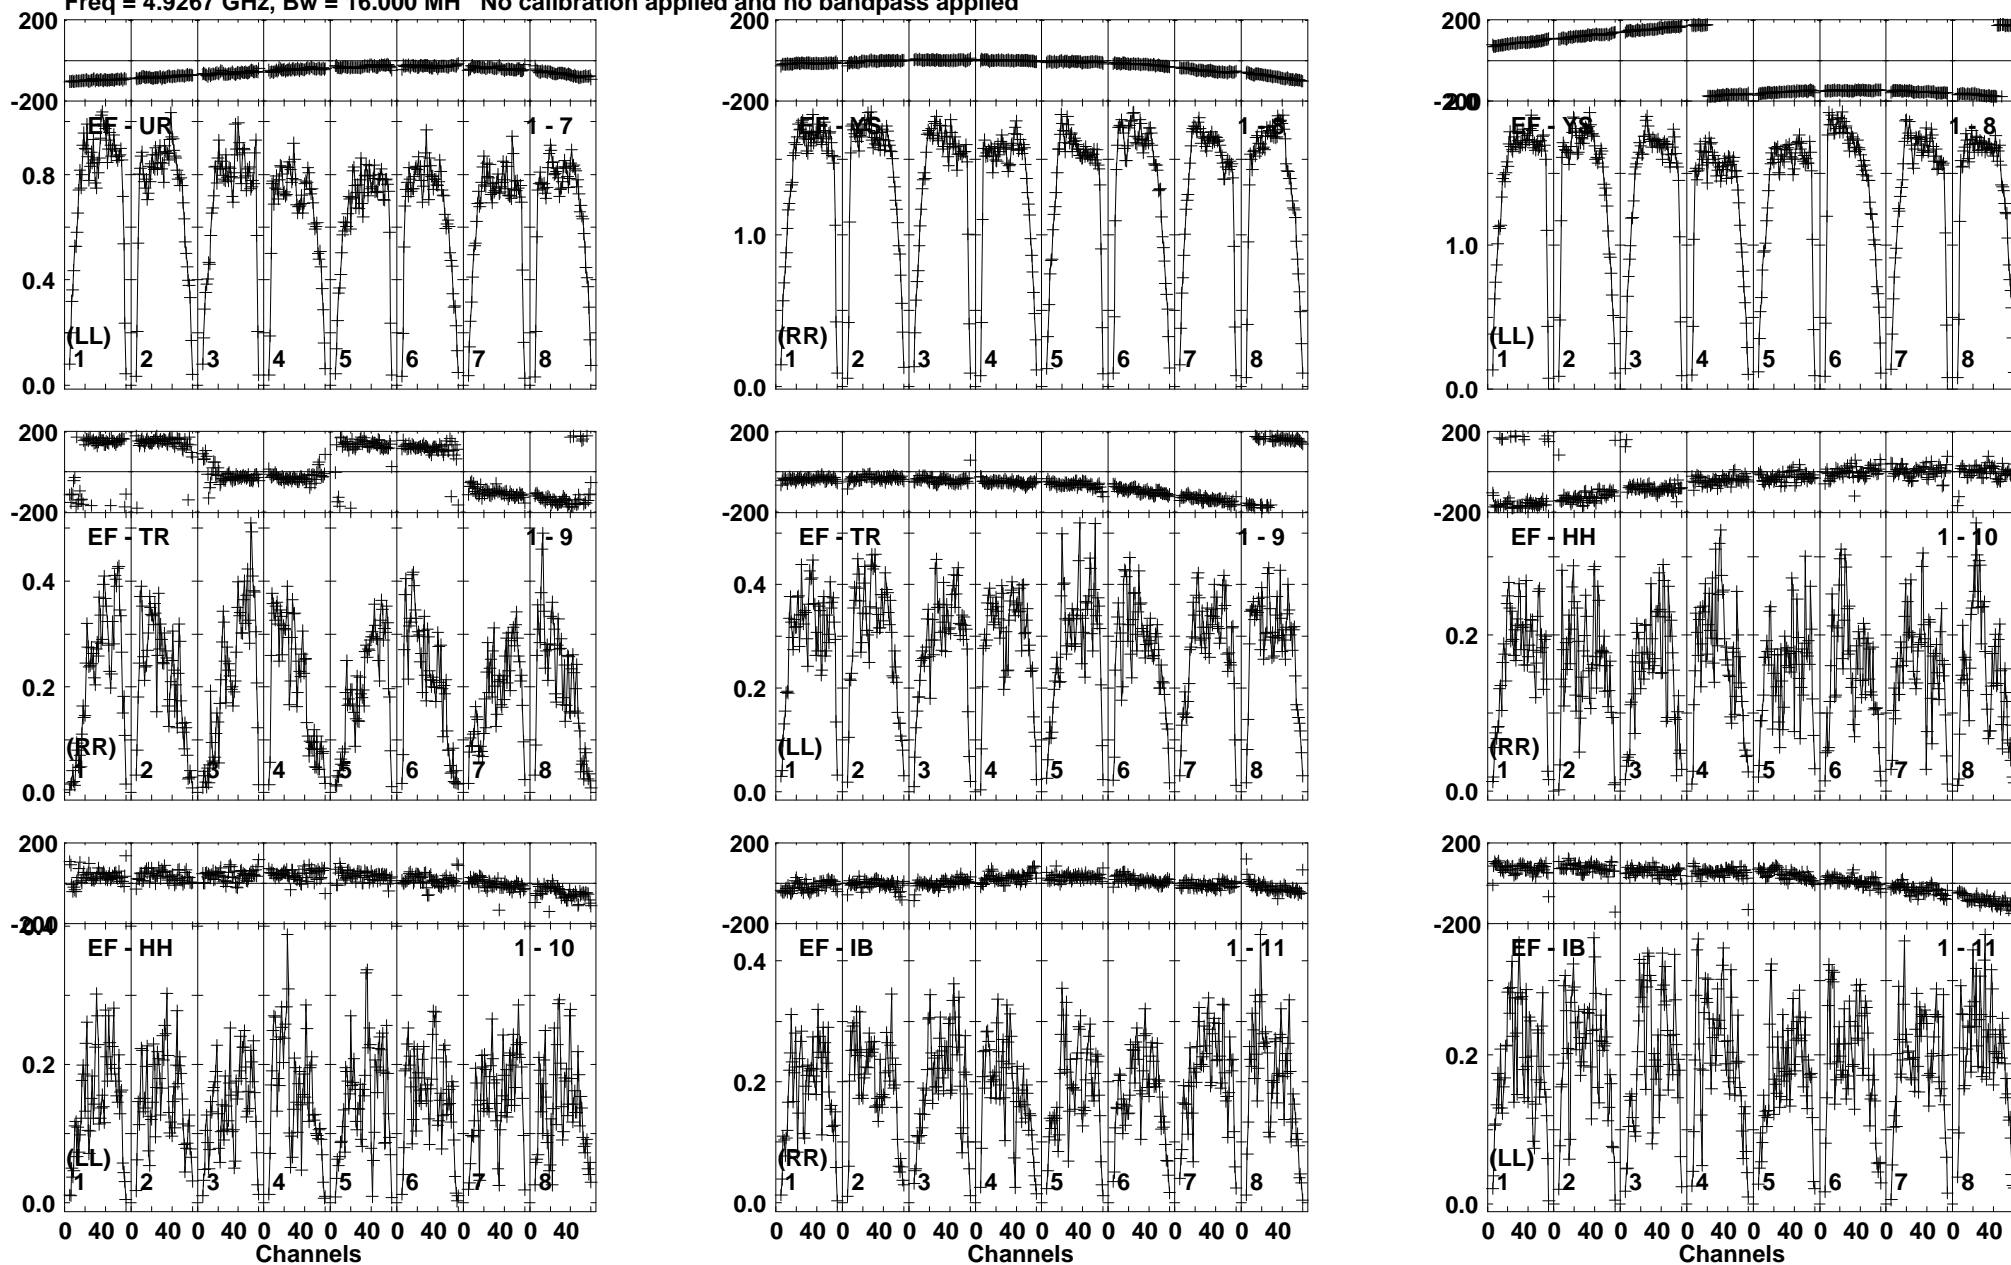 Freq = 4.9267 GHz, Bw = 16.000 MH No calibration applied and no bandpass applied
200 200 200
-200 -200 -200 2.0
EF - UR 1 - 7 EF - YS 1 - 8 EF - YS 1 - 8
0.8
1.0 1.0
0.4
(LL) (RR) (LL)
1 2 3 4 5 6 7 8 1 2 3 4 5 6 7 8 1 2 3 4 5 6 7 8
0.0 0.0 0.0
200 200 200
-200 -200 -200
EF - TR 1 - 9 EF - TR 1 - 9 EF - HH 1 - 10
0.4 0.4
0.2
0.2 0.2
(RR) (LL) (RR)
1 2 3 4 5 6 7 8 1 2 3 4 5 6 7 8 1 2 3 4 5 6 7 8
0.0 0.0 0.0
200 200 200
-200 0.4 -200 -200
EF - HH 1 - 10 EF - IB 1 - 11 EF - IB 1 - 11
0.4
0.2 0.2 0.2
(LL) (RR) (LL)
1 2 3 4 5 6 7 8 1 2 3 4 5 6 7 8 1 2 3 4 5 6 7 8
0.0 0.0 0.0
0 40 0 40 0 40 0 40 0 40 0 40 0 40 0 40 0 40 0 40 0 40 0 40 0 40 0 40 0 40 0 40 0 40 0 40 0 40 0 40 0 40 0 40 0 40 0 40
Channels Channels Channels